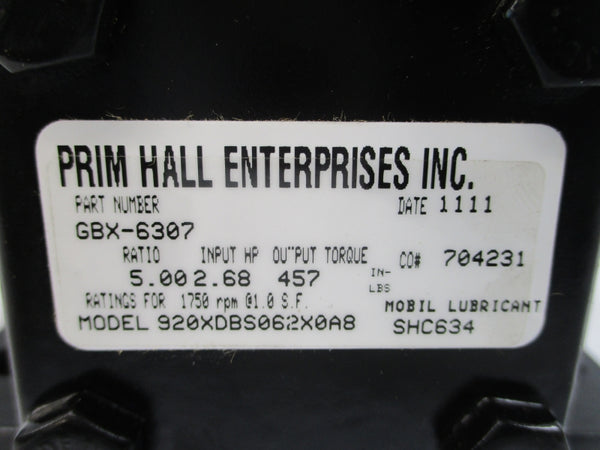 PRIM HALL ENTERPRISES INC.
PART NUMBER DATE 1111
GBX-6307
RATIO INPUT HP OUTPUT TORQUE CO# 704231
5.00 2.68 457 IN-LBS
RATINGS FOR 1750 rpm @1.0 S.F. MOBIL LUBRICANT
MODEL 920XDBS062X0A8 SHC634